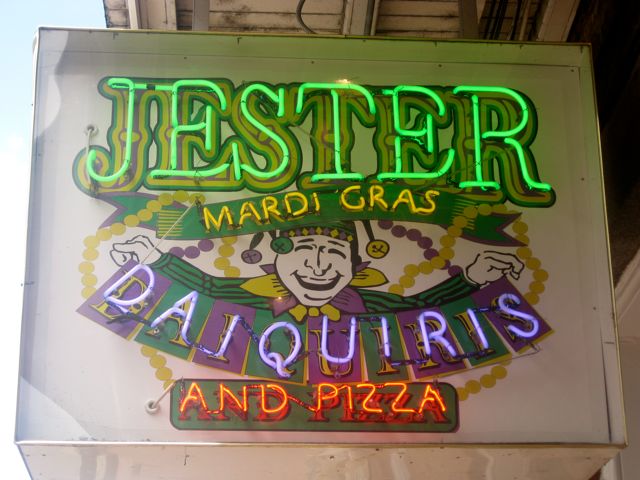 JESTER
MARDI GRAS
DAIQUIRIS
AND PIZZA